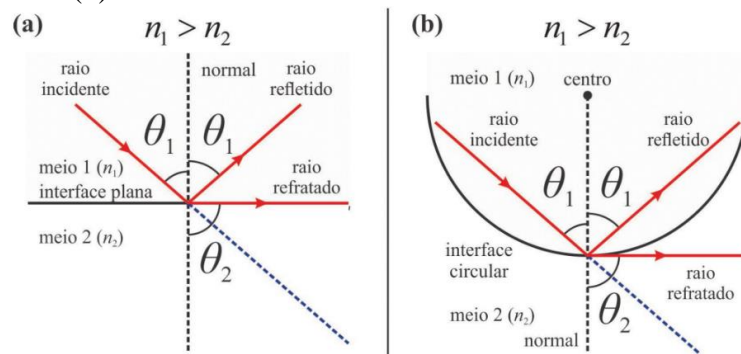 (a)
n₁ > n₂
raio
incidente
normal
raio
refletido
θ₁
θ₁
meio 1 (n₁)
interface plana
raio
refratado
meio 2 (n₂)
θ₂
(b)
n₁ > n₂
meio 1 (n₁)
centro
raio
incidente
raio
refletido
θ₁
θ₁
interface
circular
raio
refratado
meio 2 (n₂)
θ₂
normal